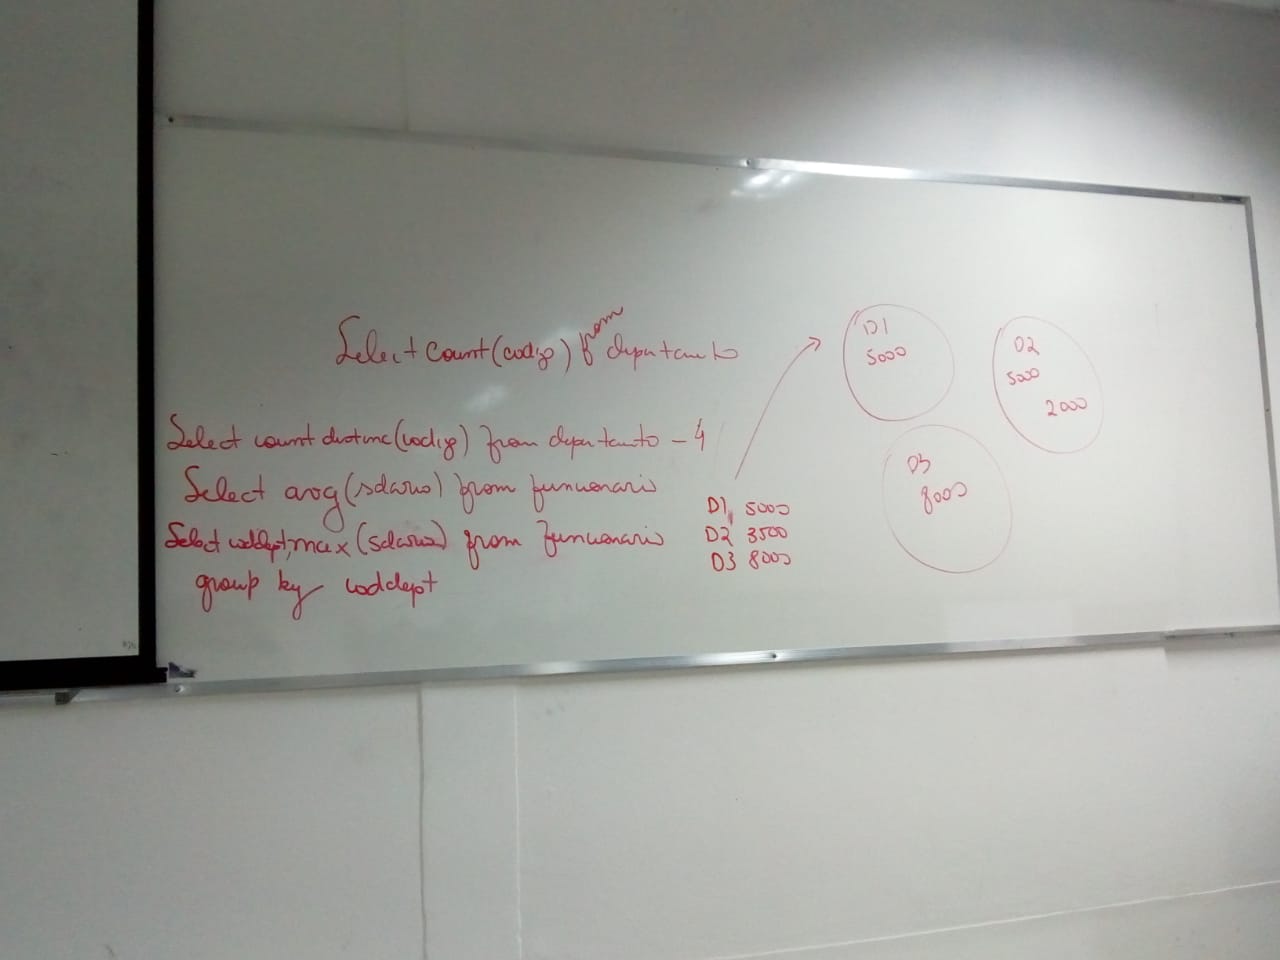 Select count(codigo) from departamento
Select count distinc(codigo) from departamento - 4
Select avg(salario) from funcionario
Select coddept, max(salario) from funcionario
group by coddept
D1, 5000
D2 3500
D3 8000
D1
5000
D2
5000
2000
D3
8000